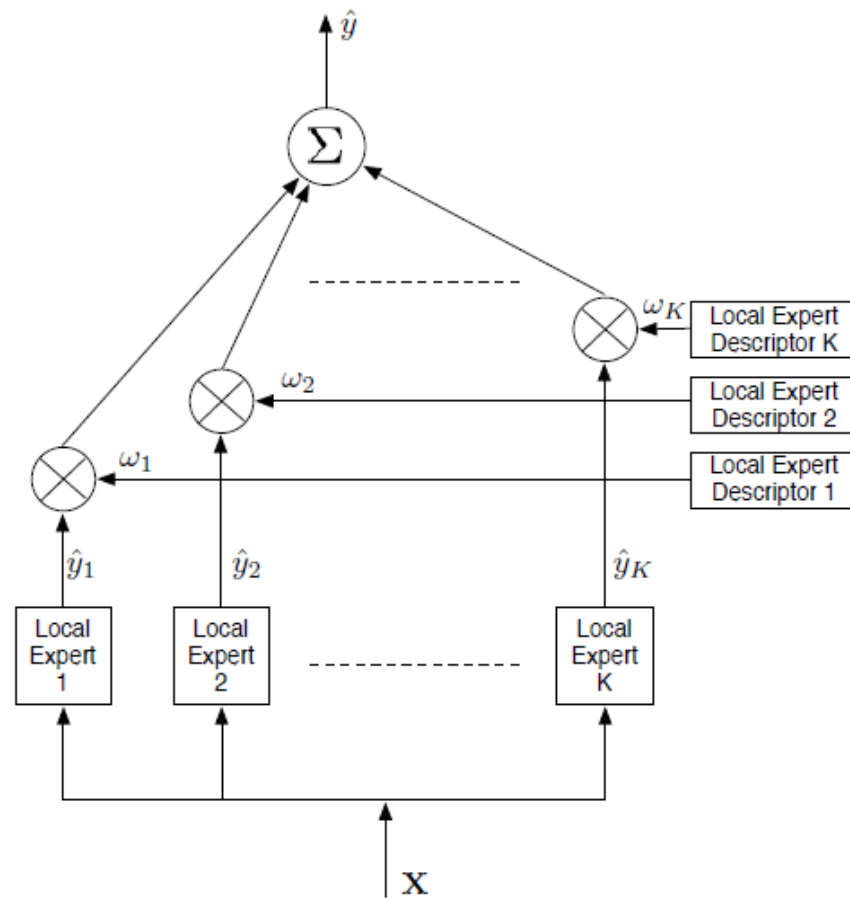 ŷ
Σ
ω_K
Local Expert
Descriptor K
ω_2
Local Expert
Descriptor 2
ω_1
Local Expert
Descriptor 1
ŷ_1
ŷ_2
ŷ_K
Local
Expert
1
Local
Expert
2
Local
Expert
K
x